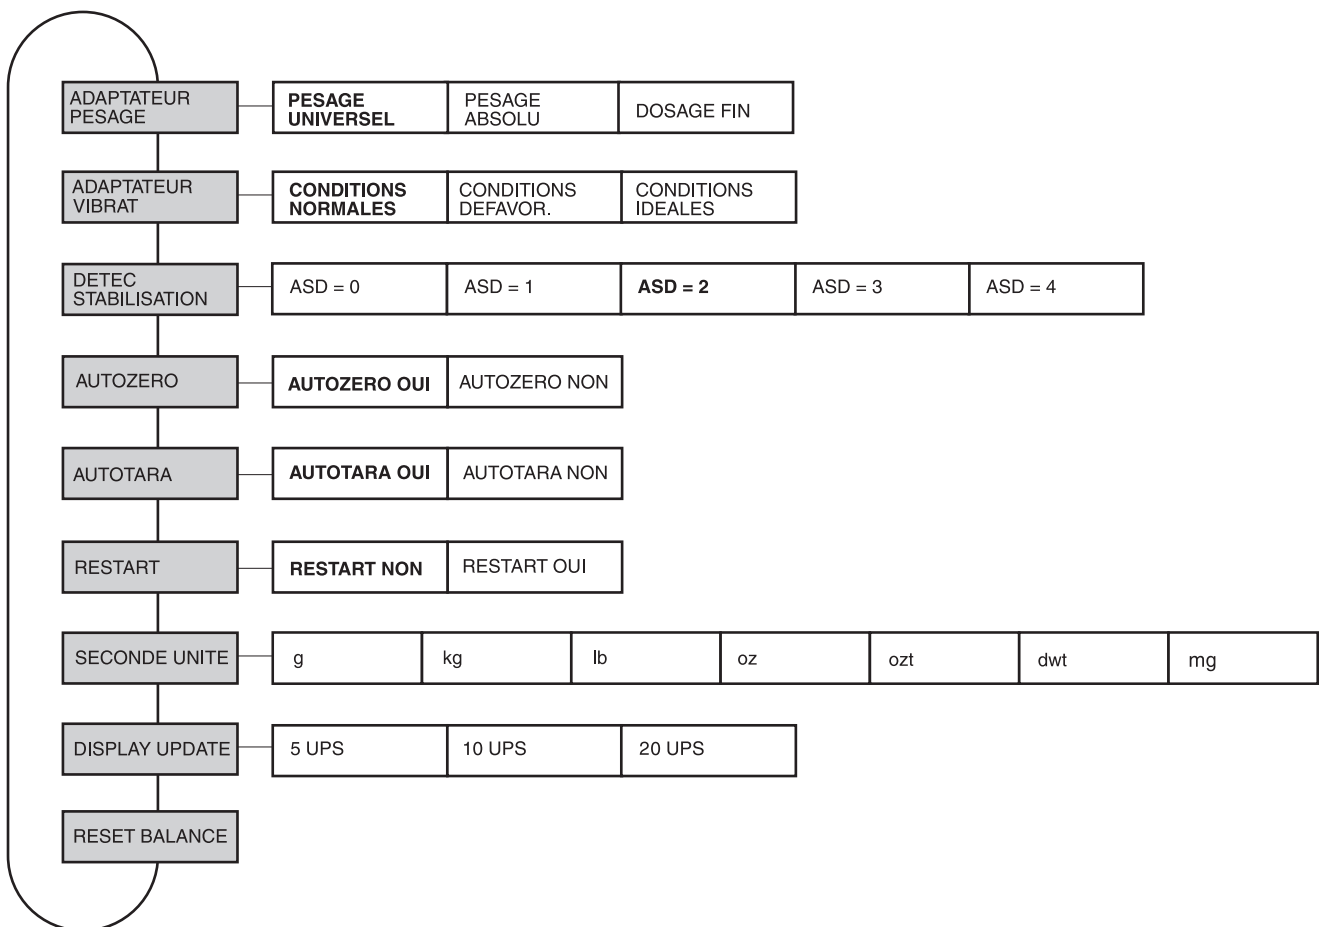 ADAPTATEUR
PESAGE
PESAGE
UNIVERSEL
PESAGE
ABSOLU
DOSAGE FIN
ADAPTATEUR
VIBRAT
CONDITIONS
NORMALES
CONDITIONS
DEFAVOR.
CONDITIONS
IDEALES
DETEC
STABILISATION
ASD = 0
ASD = 1
ASD = 2
ASD = 3
ASD = 4
AUTOZERO
AUTOZERO OUI
AUTOZERO NON
AUTOTARA
AUTOTARA OUI
AUTOTARA NON
RESTART
RESTART NON
RESTART OUI
SECONDE UNITE
g
kg
lb
oz
ozt
dwt
mg
DISPLAY UPDATE
5 UPS
10 UPS
20 UPS
RESET BALANCE